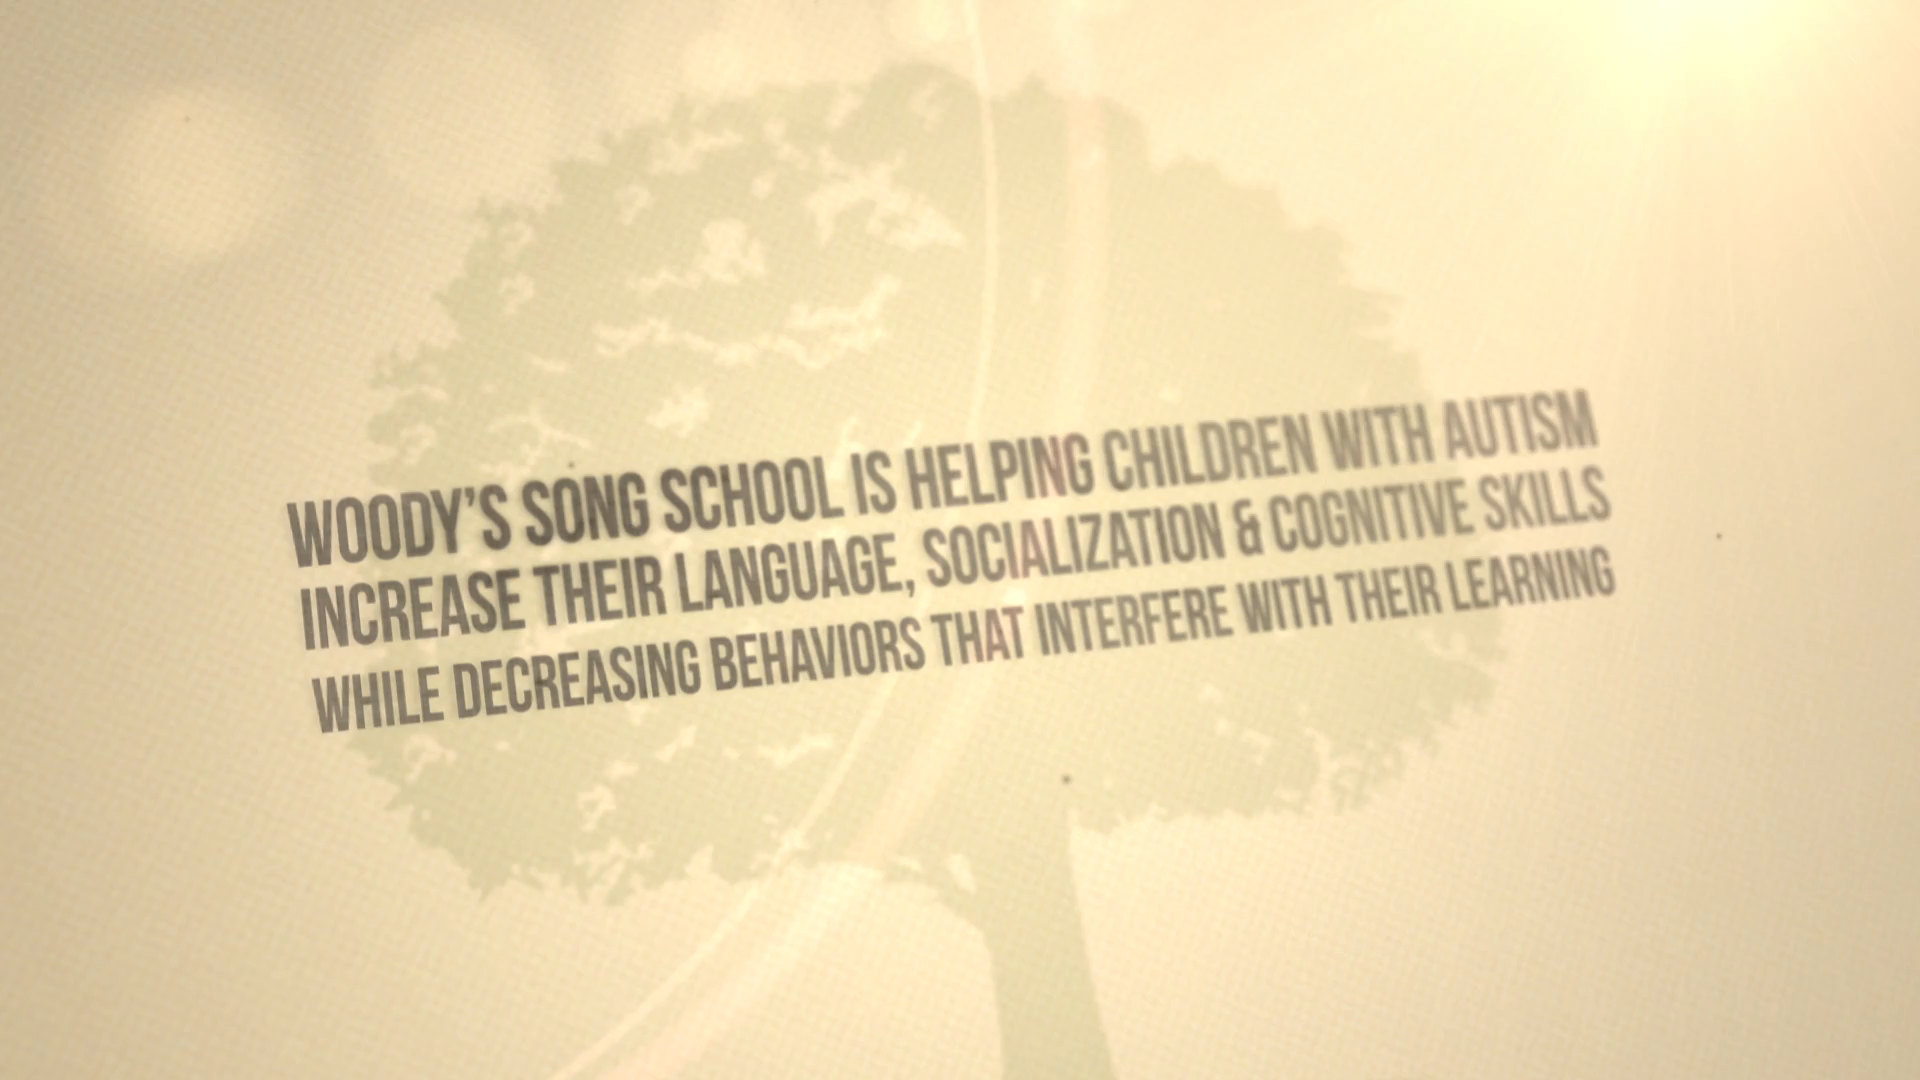 WOODY'S SONG SCHOOL IS HELPING CHILDREN WITH AUTISM
INCREASE THEIR LANGUAGE, SOCIALIZATION & COGNITIVE SKILLS
WHILE DECREASING BEHAVIORS THAT INTERFERE WITH THEIR LEARNING